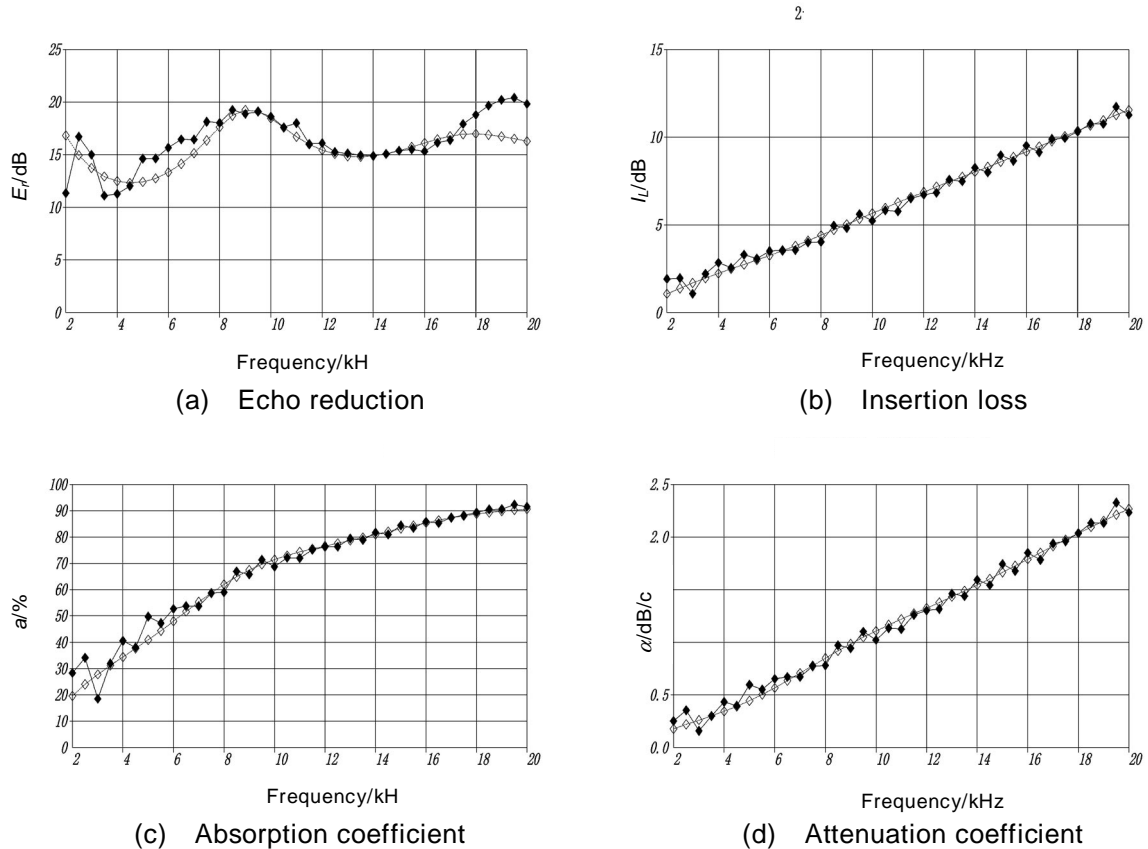 2.
25
20
15
10
5
0
2 4 6 8 10 12 14 16 18 20
Er/dB
Frequency/kH
(a) Echo reduction
15
10
5
0
2 4 6 8 10 12 14 16 18 20
IL/dB
Frequency/kHz
(b) Insertion loss
100
90
80
70
60
50
40
30
20
10
0
2 4 6 8 10 12 14 16 18 20
a/%
Frequency/kH
(c) Absorption coefficient
2.5
2.0
0.5
0.0
2 4 6 8 10 12 14 16 18 20
α/dB/c
Frequency/kHz
(d) Attenuation coefficient